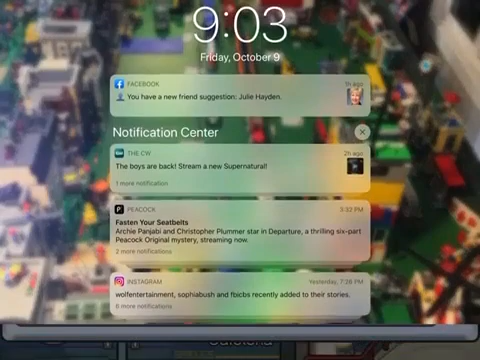 9:03
Friday, October 9
FACEBOOK
1h ago
You have a new friend suggestion: Julie Hayden.
Notification Center
THE CW
2h ago
The boys are back! Stream a new Supernatural!
1 more notification
PEACOCK
3:32 PM
Fasten Your Seatbelts
Archie Panjabi and Christopher Plummer star in Departure, a thrilling six-part
Peacock Original mystery, streaming now.
2 more notifications
INSTAGRAM
Yesterday, 7:28 PM
wolfentertainment, sophiabush and fbicbs recently added to their stories.
6 more notifications